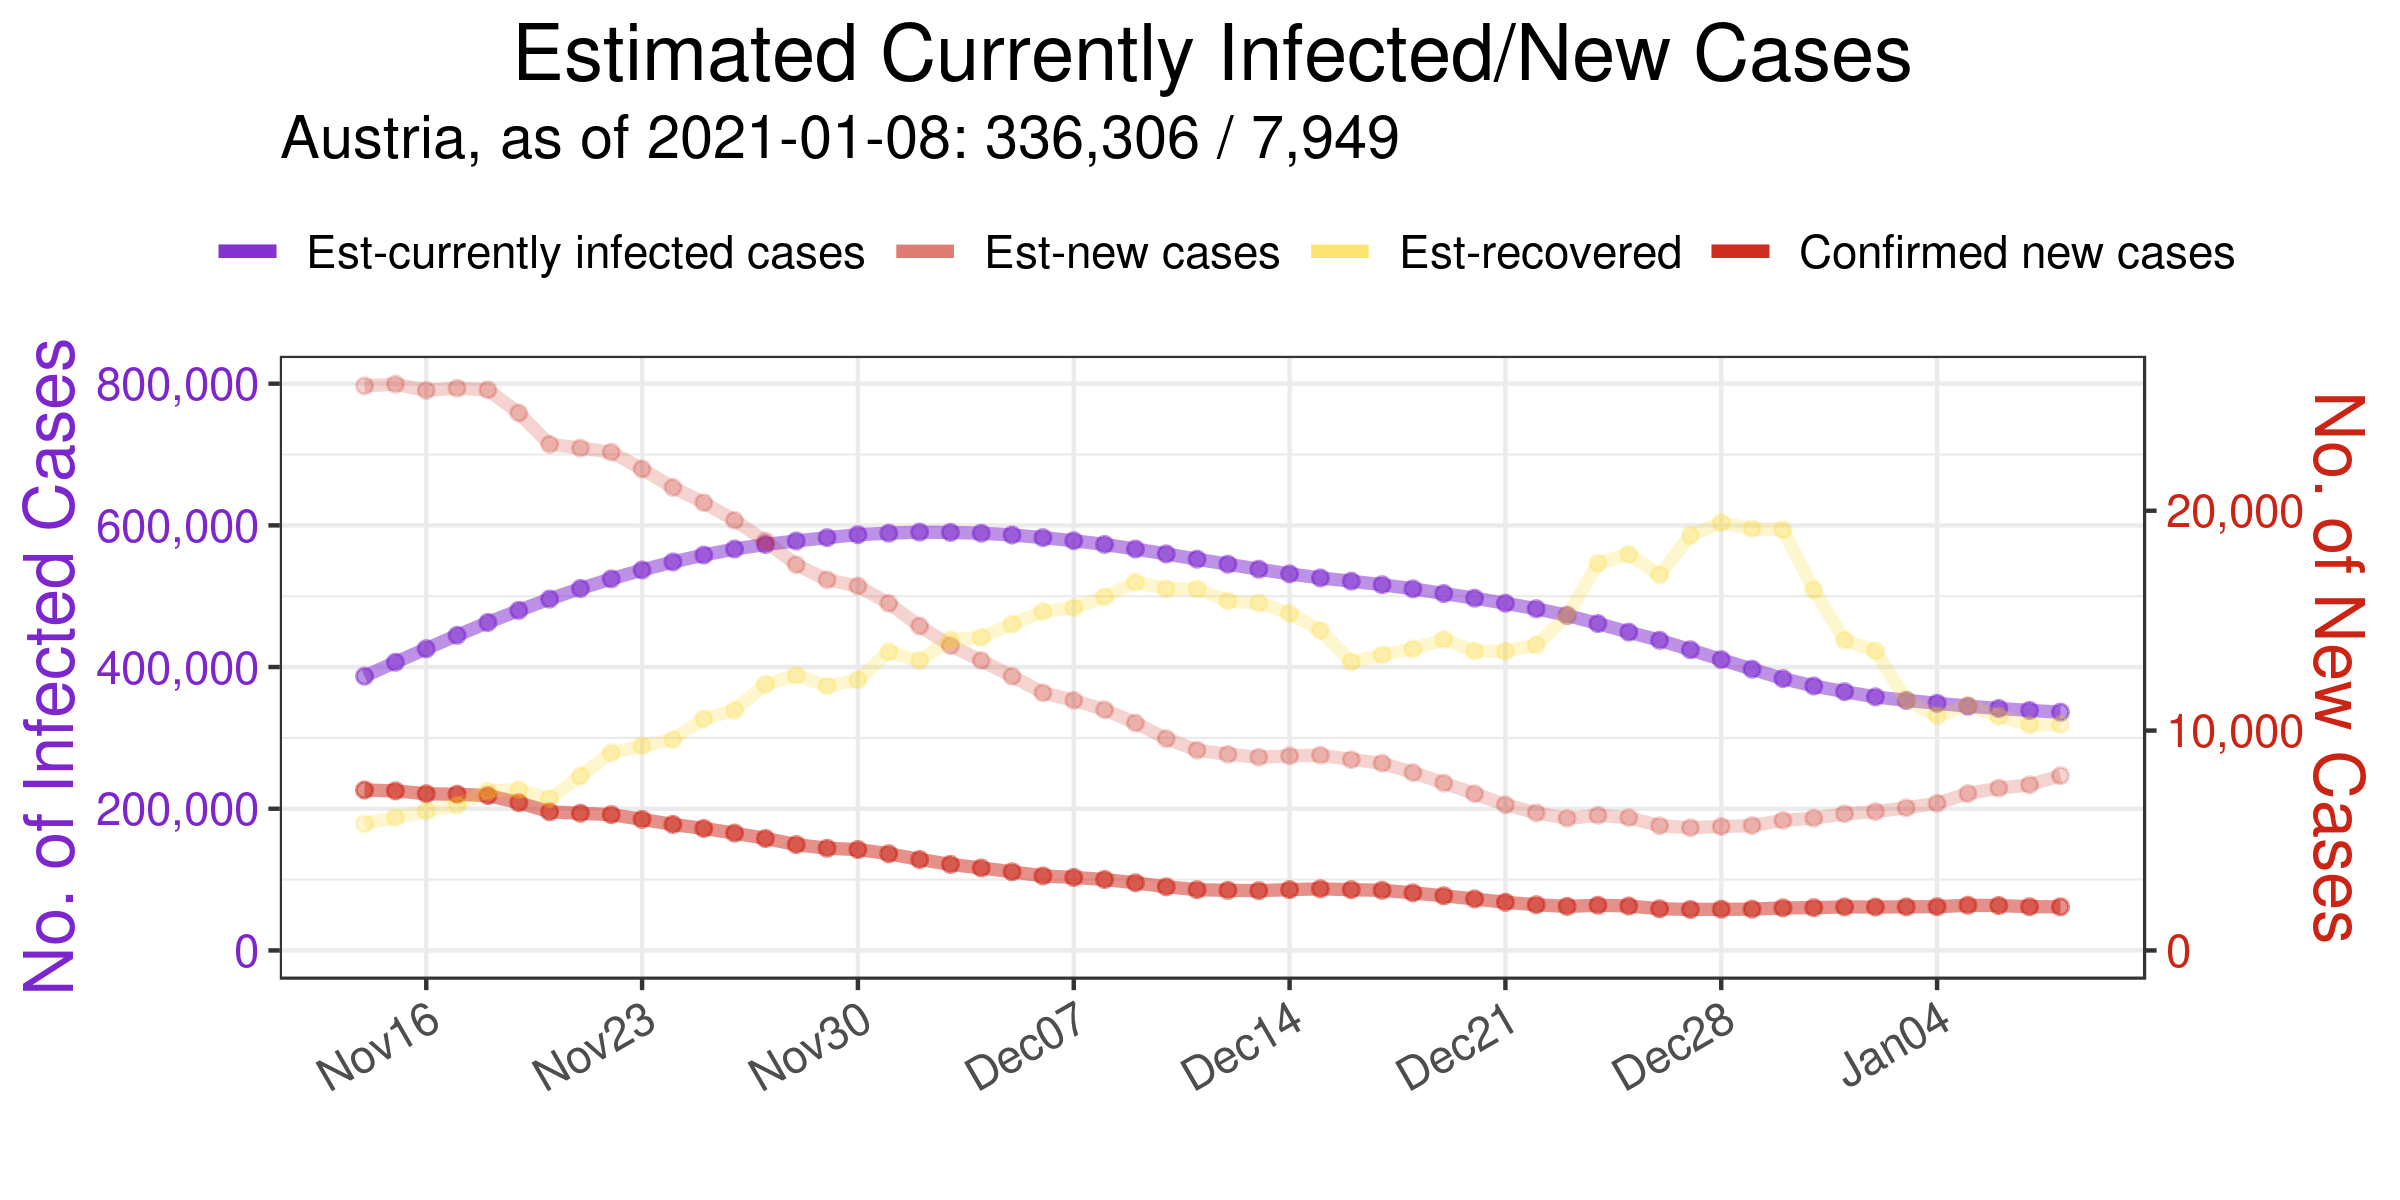 Estimated Currently Infected/New Cases
Austria, as of 2021-01-08: 336,306 / 7,949
Est-currently infected cases Est-new cases Est-recovered Confirmed new cases
No. of Infected Cases
800,000
600,000
400,000
200,000
0
20,000
10,000
0
No. of New Cases
Nov16 Nov23 Nov30 Dec07 Dec14 Dec21 Dec28 Jan04